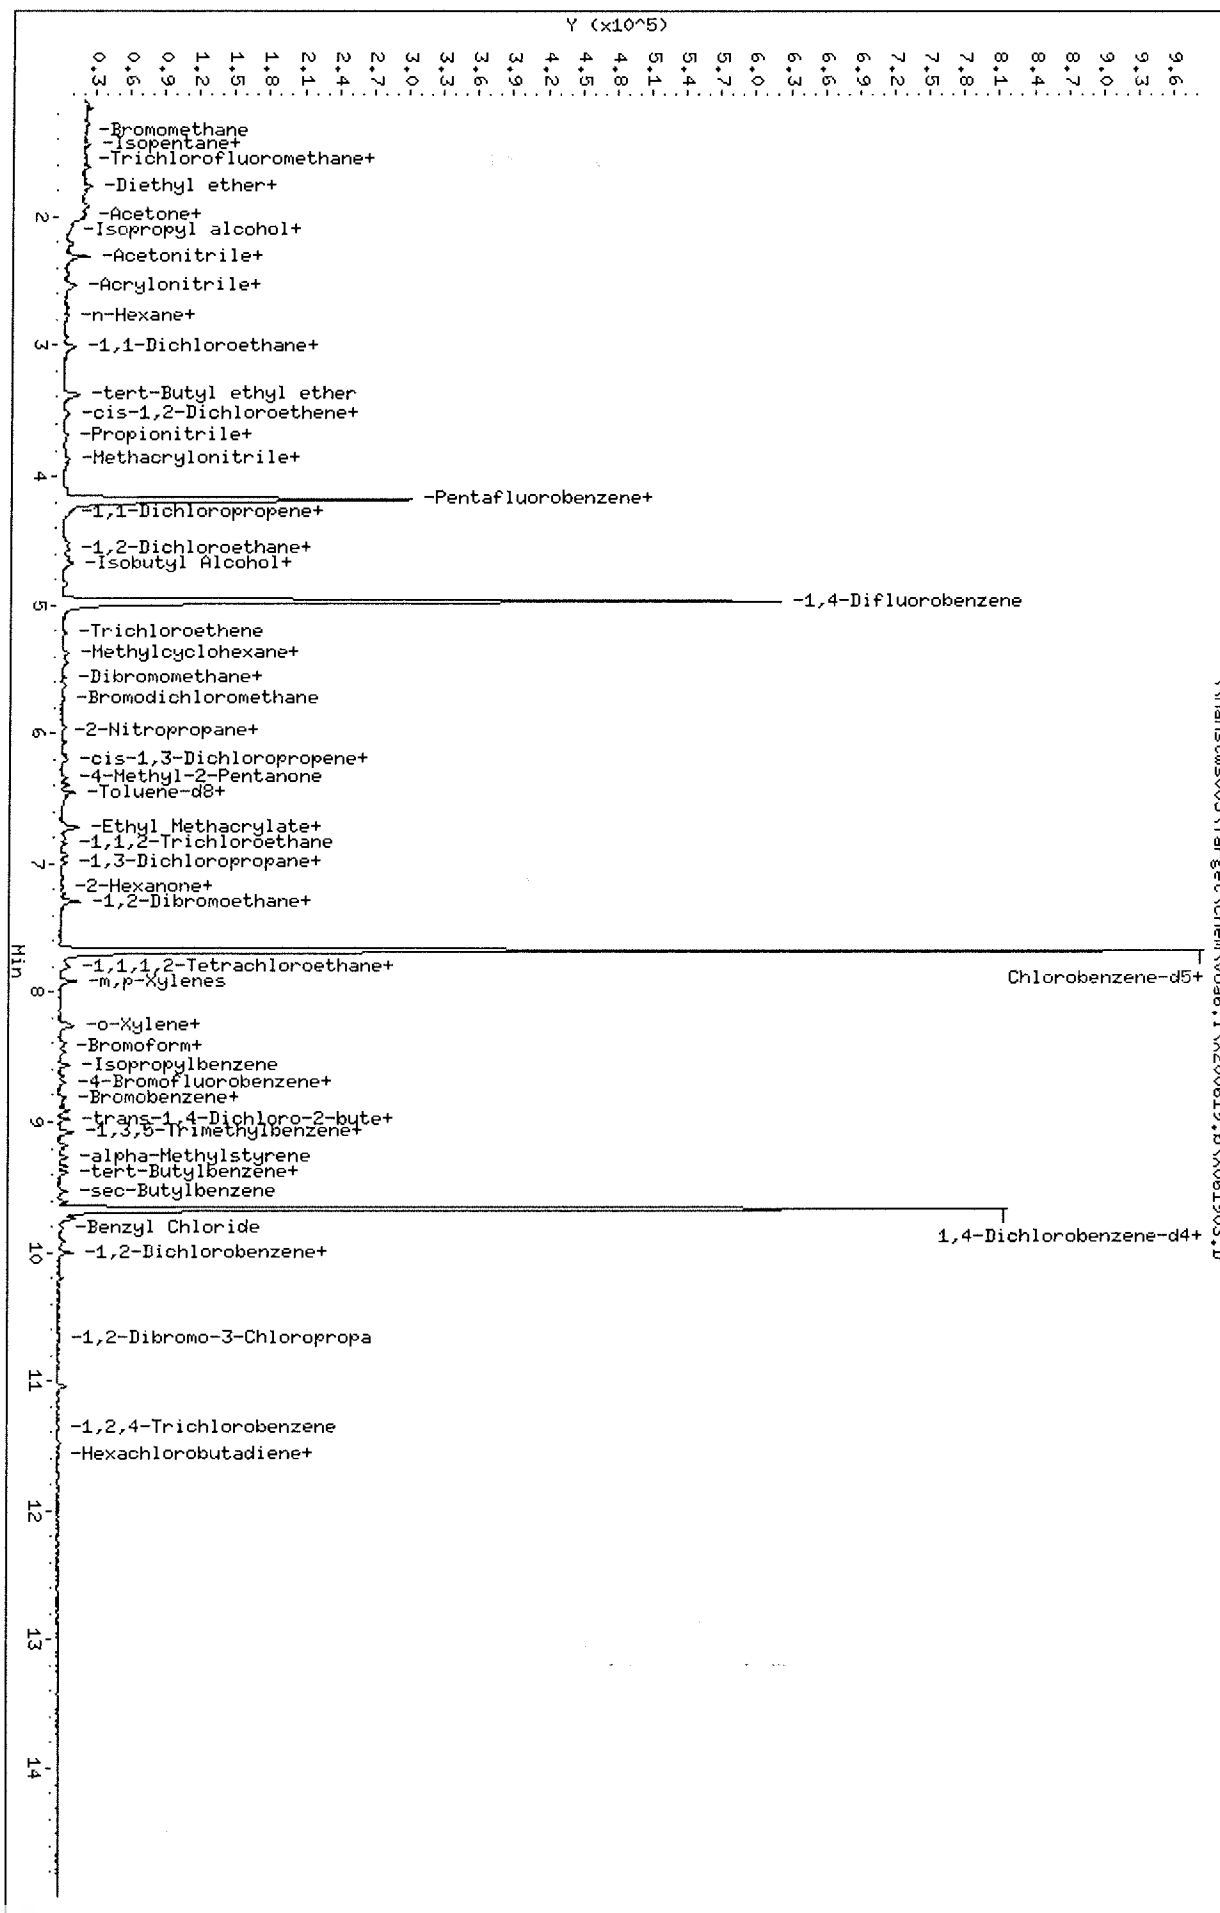 Y (x10^5)
0.3
0.6
0.9
1.2
1.5
1.8
2.1
2.4
2.7
3.0
3.3
3.6
3.9
4.2
4.5
4.8
5.1
5.4
5.7
6.0
6.3
6.6
6.9
7.2
7.5
7.8
8.1
8.4
8.7
9.0
9.3
9.6
-Bromomethane
-Isopentane+
-Trichlorofluoromethane+
-Diethyl ether+
-Acetone+
2
-Isopropyl alcohol+
-Acetonitrile+
-Acrylonitrile+
-n-Hexane+
3
-1,1-Dichloroethane+
-tert-Butyl ethyl ether
-cis-1,2-Dichloroethene+
-Propionitrile+
-Methacrylonitrile+
4
-Pentafluorobenzene+
-1,1-Dichloropropene+
-1,2-Dichloroethane+
-Isobutyl Alcohol+
-1,4-Difluorobenzene
5
-Trichloroethene
-Methylcyclohexane+
-Dibromomethane+
-Bromodichloromethane
-2-Nitropropane+
6
-cis-1,3-Dichloropropene+
-4-Methyl-2-Pentanone
-Toluene-d8+
-Ethyl Methacrylate+
-1,1,2-Trichloroethane
-1,3-Dichloropropane+
7
-2-Hexanone+
-1,2-Dibromoethane+
Min
-1,1,1,2-Tetrachloroethane+
Chlorobenzene-d5+
-m,p-Xylenes
8
-o-Xylene+
-Bromoform+
-Isopropylbenzene
-4-Bromofluorobenzene+
-Bromobenzene+
-trans-1,4-Dichloro-2-byte+
9
-1,3,5-Trimethylbenzene+
-alpha-Methylstyrene
-tert-Butylbenzene+
-sec-Butylbenzene
-Benzyl Chloride
1,4-Dichlorobenzene-d4+
10
-1,2-Dichlorobenzene+
-1,2-Dibromo-3-Chloropropa
11
-1,2,4-Trichlorobenzene
-Hexachlorobutadiene+
12
13
14